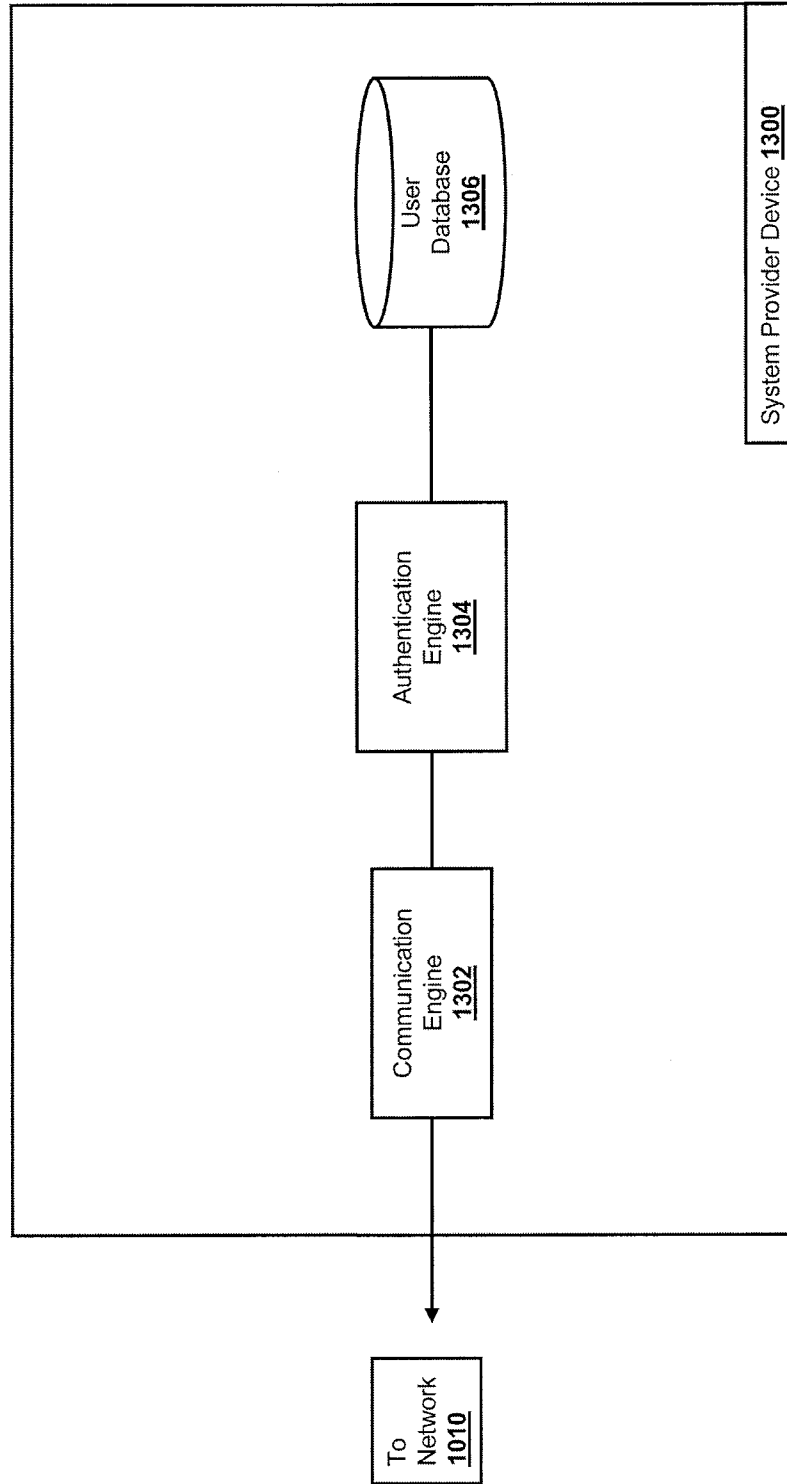 To
Network
1010
Communication
Engine
1302
Authentication
Engine
1304
User
Database
1306
System Provider Device 1300